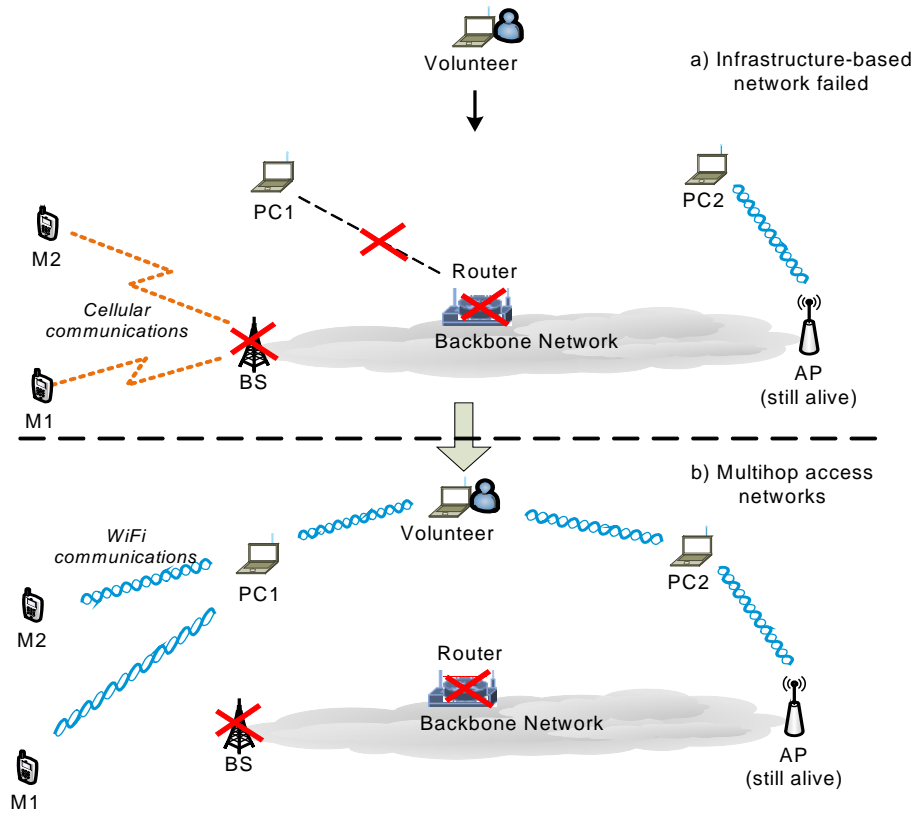 Volunteer
a) Infrastructure-based
network failed
PC1
PC2
M2
Router
Cellular
communications
Backbone Network
BS
AP
(still alive)
M1
b) Multihop access
networks
Volunteer
WiFi
communications
PC1
PC2
M2
Router
Backbone Network
BS
AP
(still alive)
M1